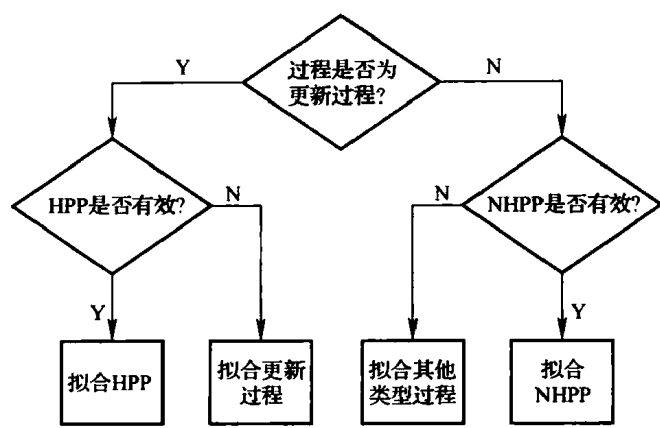 过程是否为
更新过程?
Y
N
HPP是否有效?
N
N
NHPP是否有效?
Y
Y
拟合HPP
拟合更新
过程
拟合其他
类型过程
拟合
NHPP